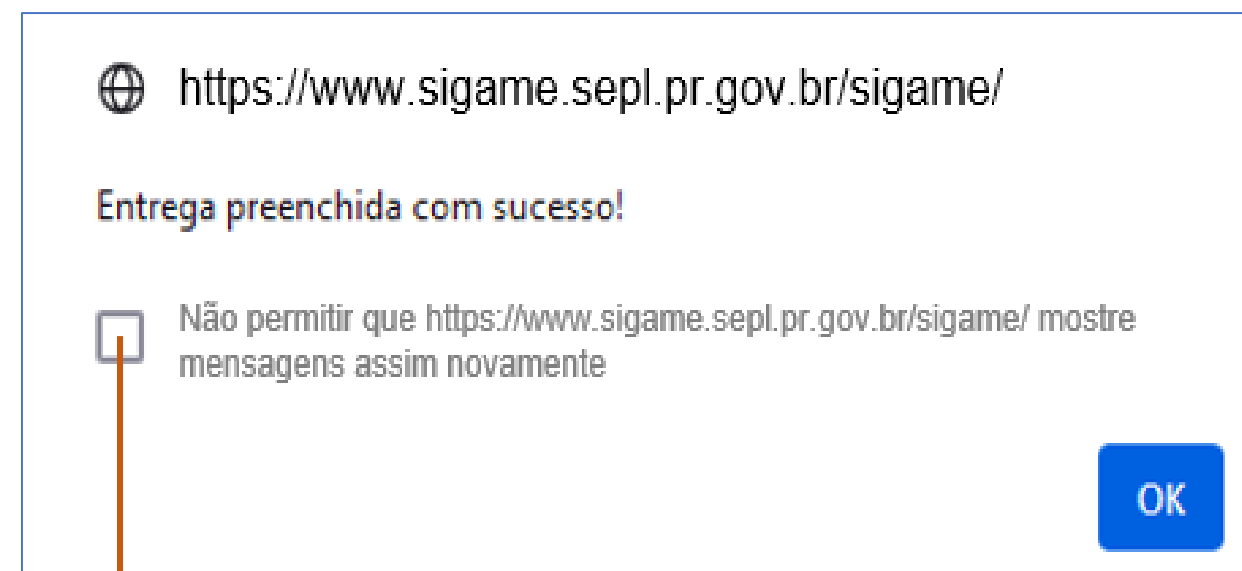 https://www.sigame.sepl.pr.gov.br/sigame/
Entrega preenchida com sucesso!
Não permitir que https://www.sigame.sepl.pr.gov.br/sigame/ mostre
mensagens assim novamente
OK